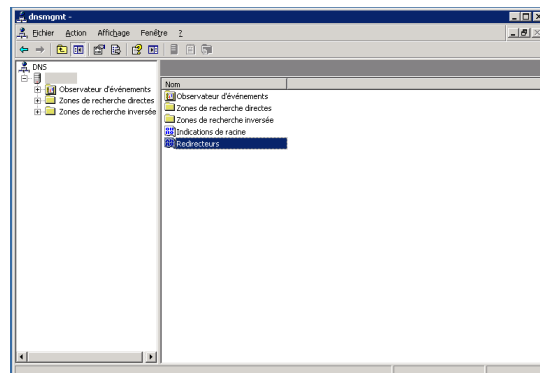 dnsmgmt -
Fichier Action Affichage Fenêtre ?
DNS
Observateur d'événements
Zones de recherche directes
Zones de recherche inversée
Nom
Observateur d'événements
Zones de recherche directes
Zones de recherche inversée
Indications de racine
Redirecteurs